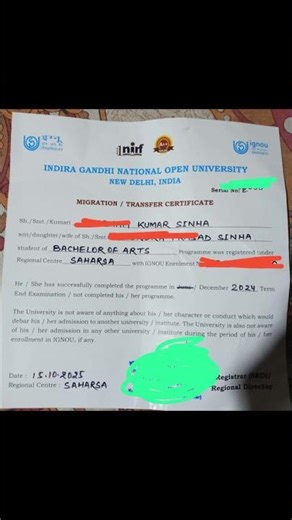 nirf
ignou
INDIRA GANDHI NATIONAL OPEN UNIVERSITY
NEW DELHI, INDIA
Serial No
MIGRATION / TRANSFER CERTIFICATE
Sh./Smt./Kumari KUMAR SINHA
son/daughter/wife of Sh./Smt. SINHA
student of BACHELOR OF ARTS Programme was registered under
Regional Centre SAHARSA with IGNOU Enrolment
He / She has successfully completed the programme in June / December 2024, Term
End Examination / not completed his / her programme.
The University is not aware of anything about his / her character or conduct which would
debar his / her admission to another university / institute. The University is also not aware
of his / her admission in any other university / institute during the period of his / her
enrollment in IGNOU, if any.
Date : 15.10.2025
Regional Centre : SAHARSA
Registrar
Regional Director